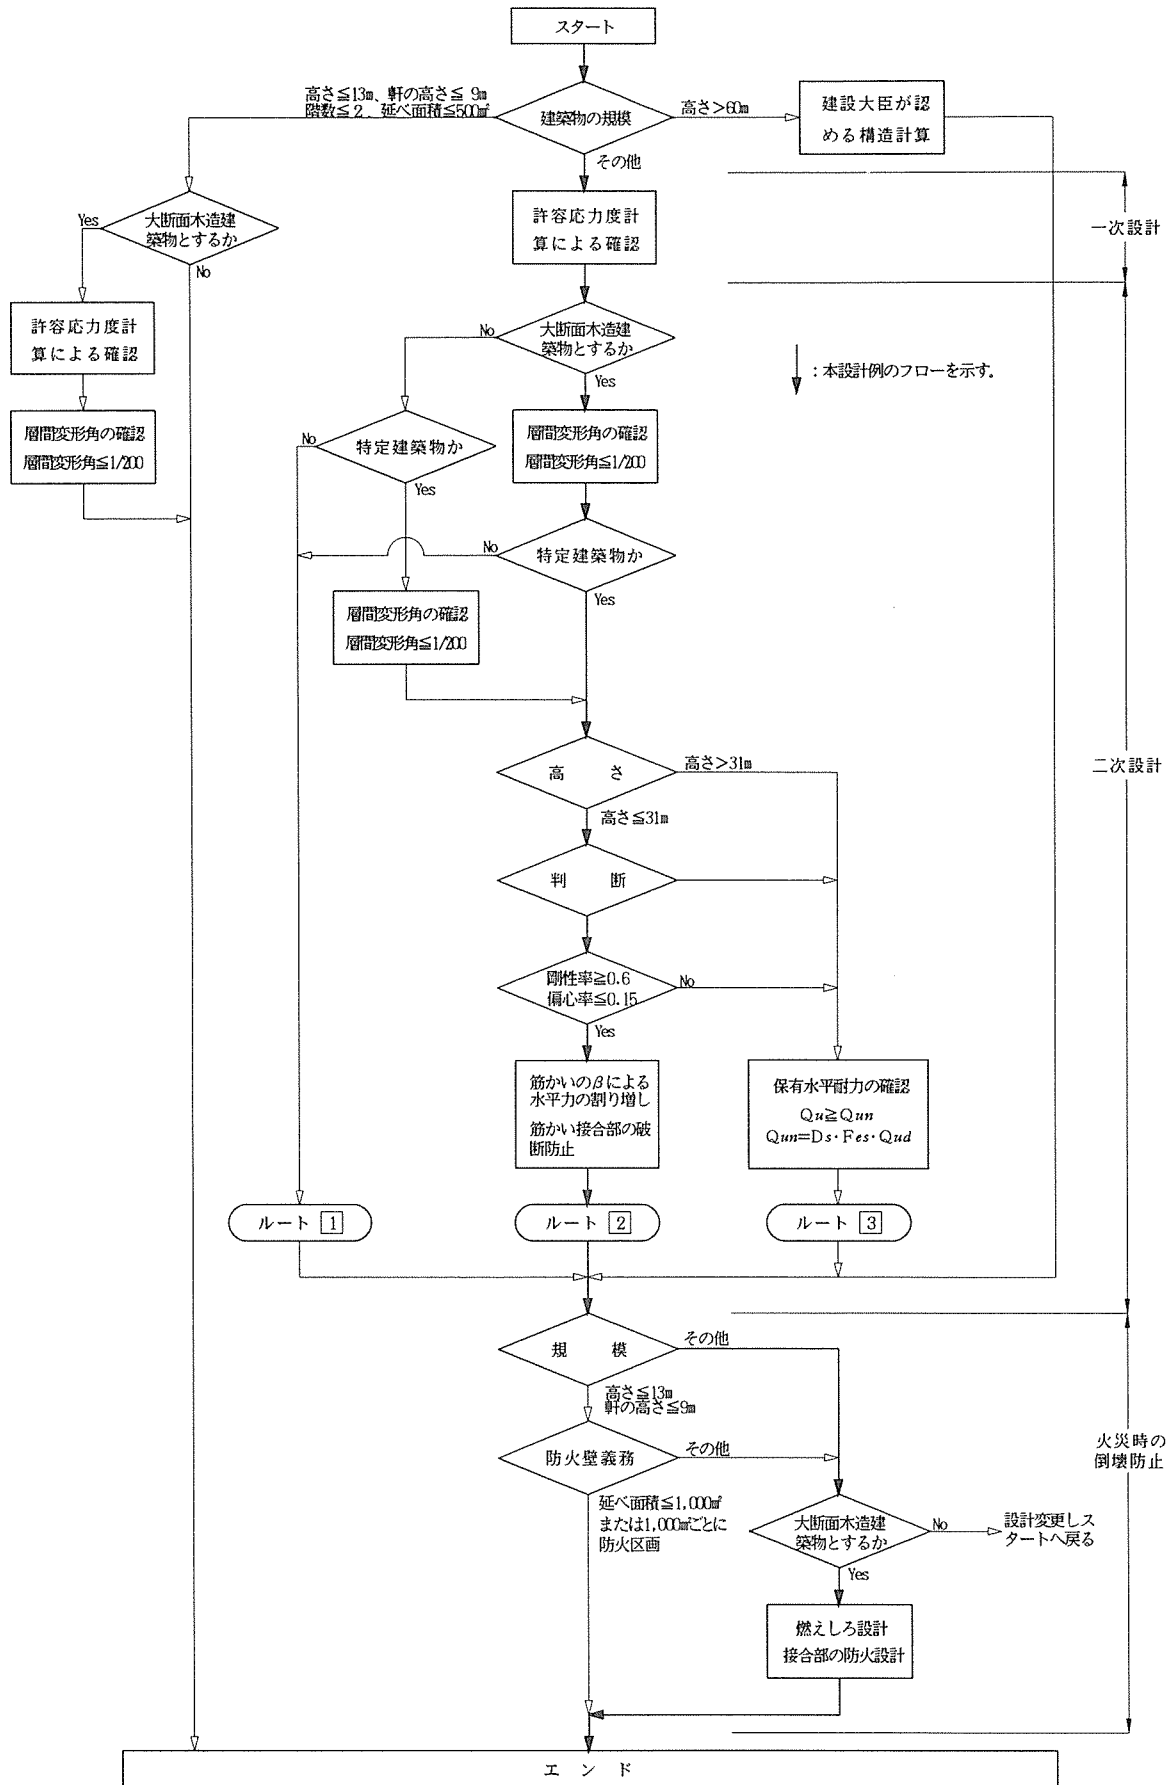 スタート
高さ≦13m、軒の高さ≦9m
階数≦2、延べ面積≦500㎡
建築物の規模
高さ>60m
建設大臣が認
める構造計算
その他
許容応力度計
算による確認
一次設計
大断面木造建
築物とするか
Yes
No
許容応力度計
算による確認
層間変形角の確認
層間変形角≦1/200
大断面木造建
築物とするか
No
Yes
：本設計例のフローを示す。
特定建築物か
No
Yes
層間変形角の確認
層間変形角≦1/200
特定建築物か
No
Yes
層間変形角の確認
層間変形角≦1/200
高さ
高さ>31m
高さ≦31m
二次設計
判断
剛性率≧0.6
偏心率≦0.15
No
Yes
筋かいのβによる
水平力の割り増し
筋かい接合部の破
断防止
保有水平耐力の確認
Qu≧Qun
Qun=Ds・Fes・Qud
ルート 1
ルート 2
ルート 3
規模
その他
高さ≦13m
軒の高さ≦9m
防火壁義務
その他
火災時の
倒壊防止
延べ面積≦1,000㎡
または1,000㎡ごとに
防火区画
大断面木造建
築物とするか
No
設計変更しス
タートへ戻る
Yes
燃えしろ設計
接合部の防火設計
エンド